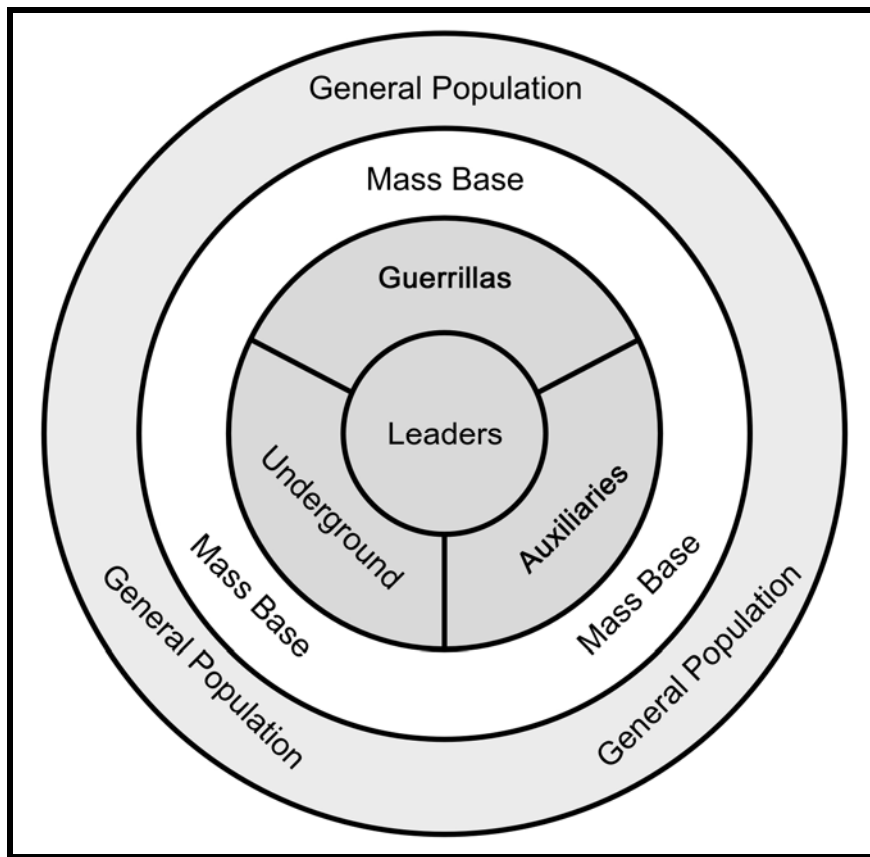 General Population
Mass Base
Guerrillas
Leaders
Underground
Auxiliaries
Mass Base
Mass Base
General Population
General Population